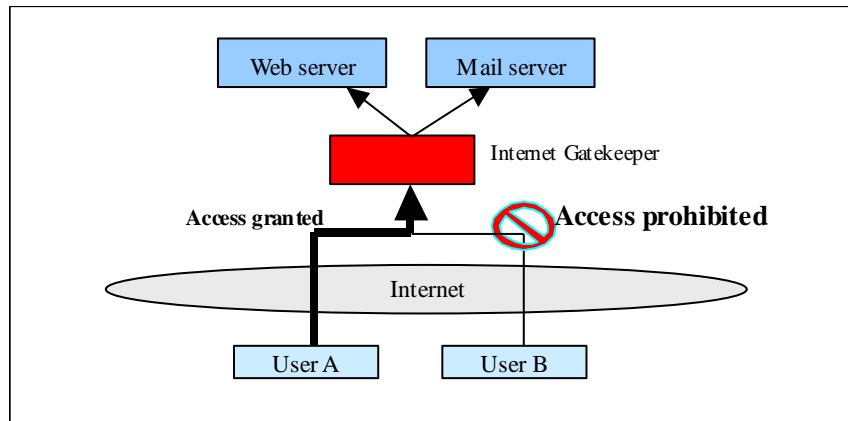 Web server
Mail server
Internet Gatekeeper
Access granted
Access prohibited
Internet
User A
User B